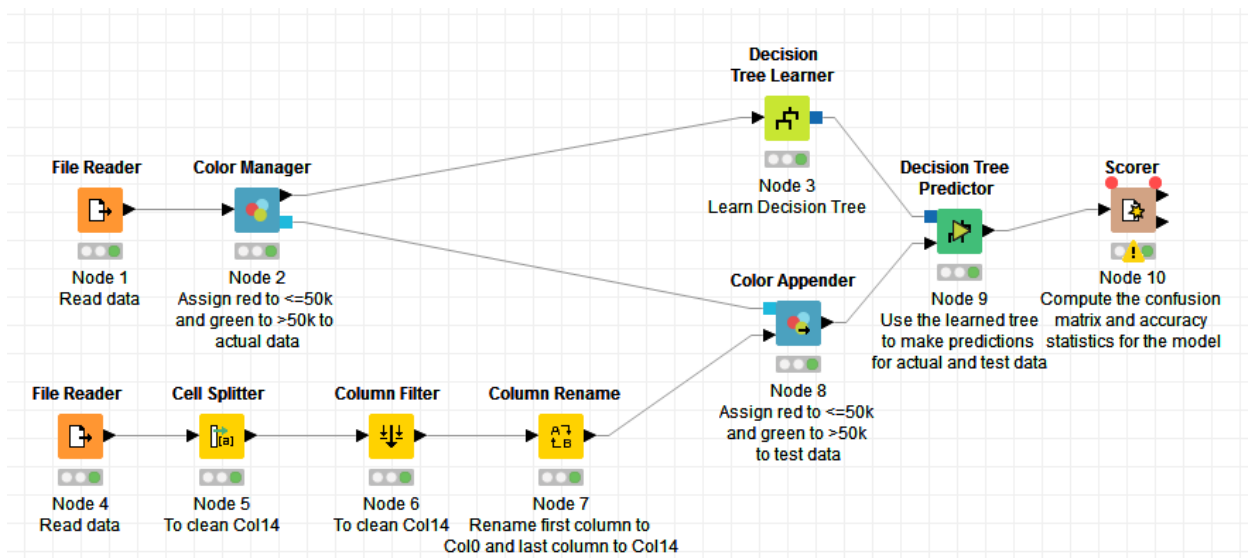 Decision
Tree Learner
Node 3
Learn Decision Tree
File Reader
Node 1
Read data
Color Manager
Node 2
Assign red to <=50k
and green to >50k to
actual data
Decision Tree
Predictor
Node 9
Use the learned tree
to make predictions
for actual and test data
Scorer
Node 10
Compute the confusion
matrix and accuracy
statistics for the model
Color Appender
Node 8
Assign red to <=50k
and green to >50k
to test data
File Reader
Node 4
Read data
Cell Splitter
[a]
Node 5
To clean Col14
Column Filter
Node 6
To clean Col14
Column Rename
A
B
Node 7
Rename first column to
Col0 and last column to Col14